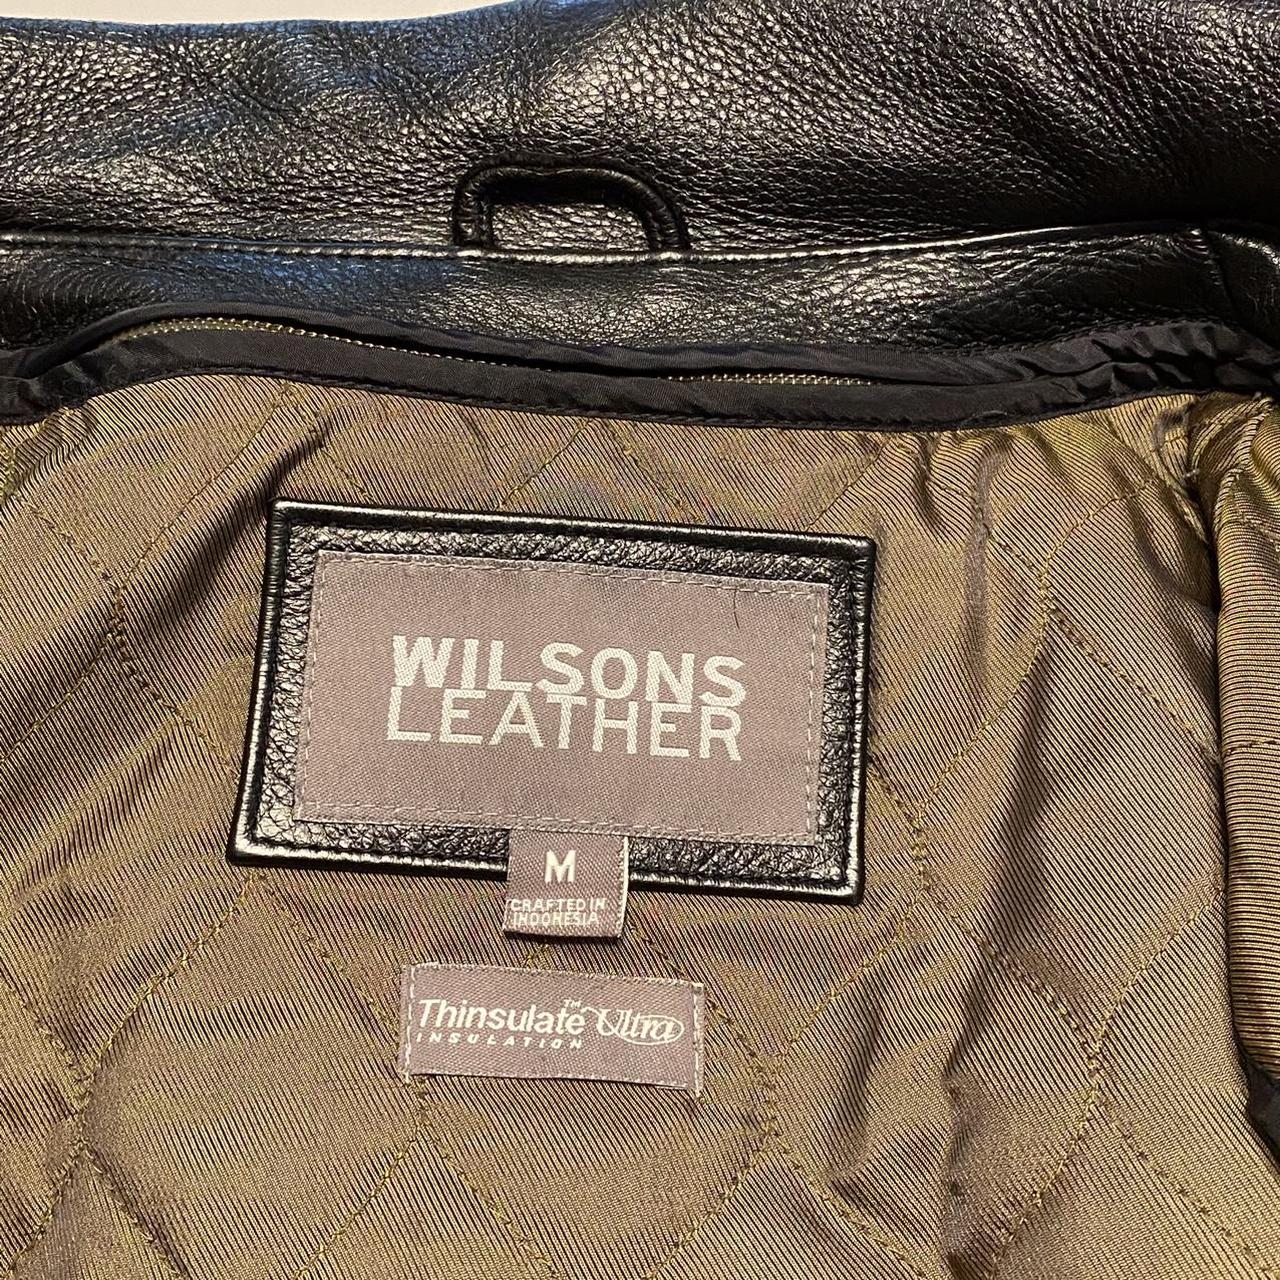 WILSONS
LEATHER
M
CRAFTED IN
INDONESIA
Thinsulate™ Ultra
INSULATION